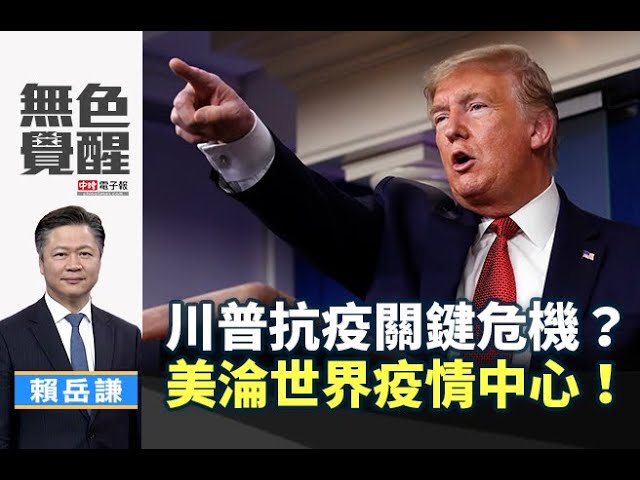 無色
覺醒
中時 電子報
賴岳謙
川普抗疫關鍵危機？
美淪世界疫情中心！